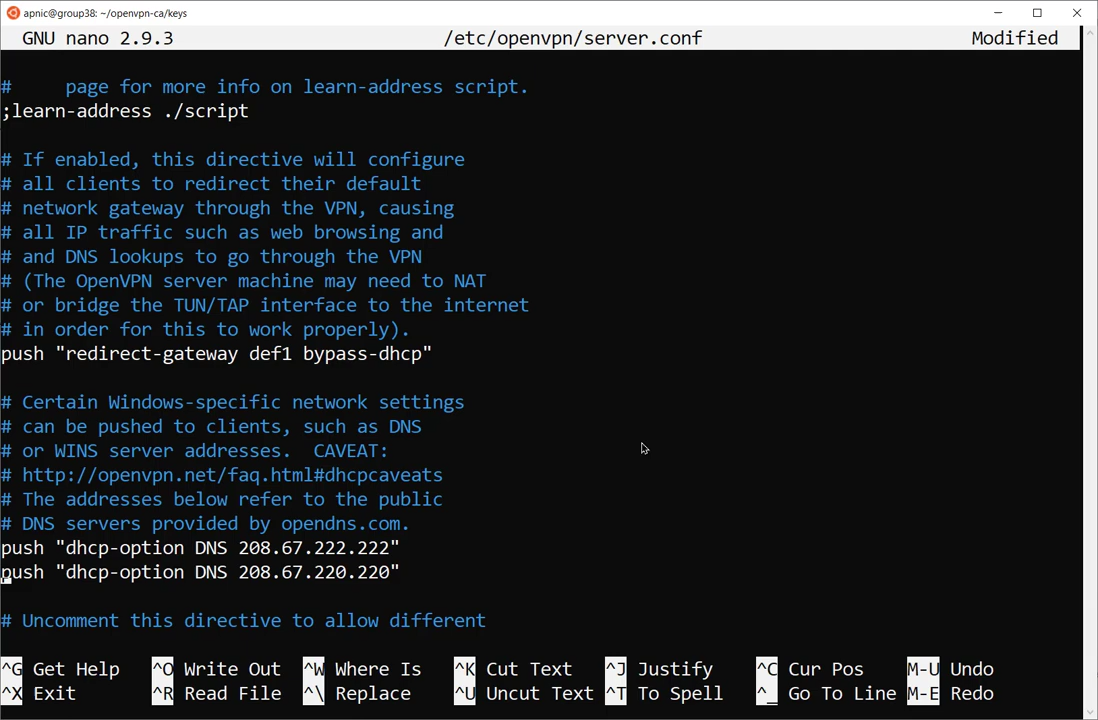 apnic@group38: ~/openvpn-ca/keys
GNU nano 2.9.3 /etc/openvpn/server.conf Modified
# page for more info on learn-address script.
;learn-address ./script
# If enabled, this directive will configure
# all clients to redirect their default
# network gateway through the VPN, causing
# all IP traffic such as web browsing and
# and DNS lookups to go through the VPN
# (The OpenVPN server machine may need to NAT
# or bridge the TUN/TAP interface to the internet
# in order for this to work properly).
push "redirect-gateway def1 bypass-dhcp"
# Certain Windows-specific network settings
# can be pushed to clients, such as DNS
# or WINS server addresses. CAVEAT:
# http://openvpn.net/faq.html#dhcpcaveats
# The addresses below refer to the public
# DNS servers provided by opendns.com.
push "dhcp-option DNS 208.67.222.222"
push "dhcp-option DNS 208.67.220.220"
# Uncomment this directive to allow different
^G Get Help ^O Write Out ^W Where Is ^K Cut Text ^J Justify ^C Cur Pos M-U Undo
^X Exit ^R Read File ^\ Replace ^U Uncut Text ^T To Spell ^_ Go To Line M-E Redo